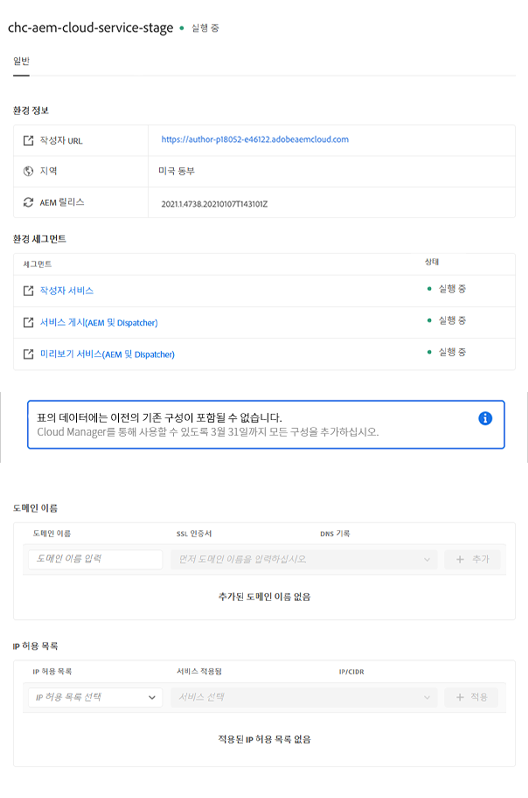 chc-aem-cloud-service-stage 실행 중
일반
환경 정보
작성자 URL https://author-p18052-e46122.adobeaemcloud.com
지역 미국 동부
AEM 릴리스 2021.1.4738.20210107T143101Z
환경 세그먼트
세그먼트 상태
작성자 서비스 실행 중
서비스 게시(AEM 및 Dispatcher) 실행 중
미리보기 서비스(AEM 및 Dispatcher) 실행 중
표의 데이터에는 이전의 기존 구성이 포함될 수 없습니다.
Cloud Manager를 통해 사용할 수 있도록 3월 31일까지 모든 구성을 추가하십시오.
도메인 이름
도메인 이름 SSL 인증서 DNS 기록
도메인 이름 입력 먼저 도메인 이름을 입력하십시오 + 추가
추가된 도메인 이름 없음
IP 허용 목록
IP 허용 목록 서비스 적용됨 IP/CIDR
IP 허용 목록 선택 서비스 선택 + 적용
적용된 IP 허용 목록 없음